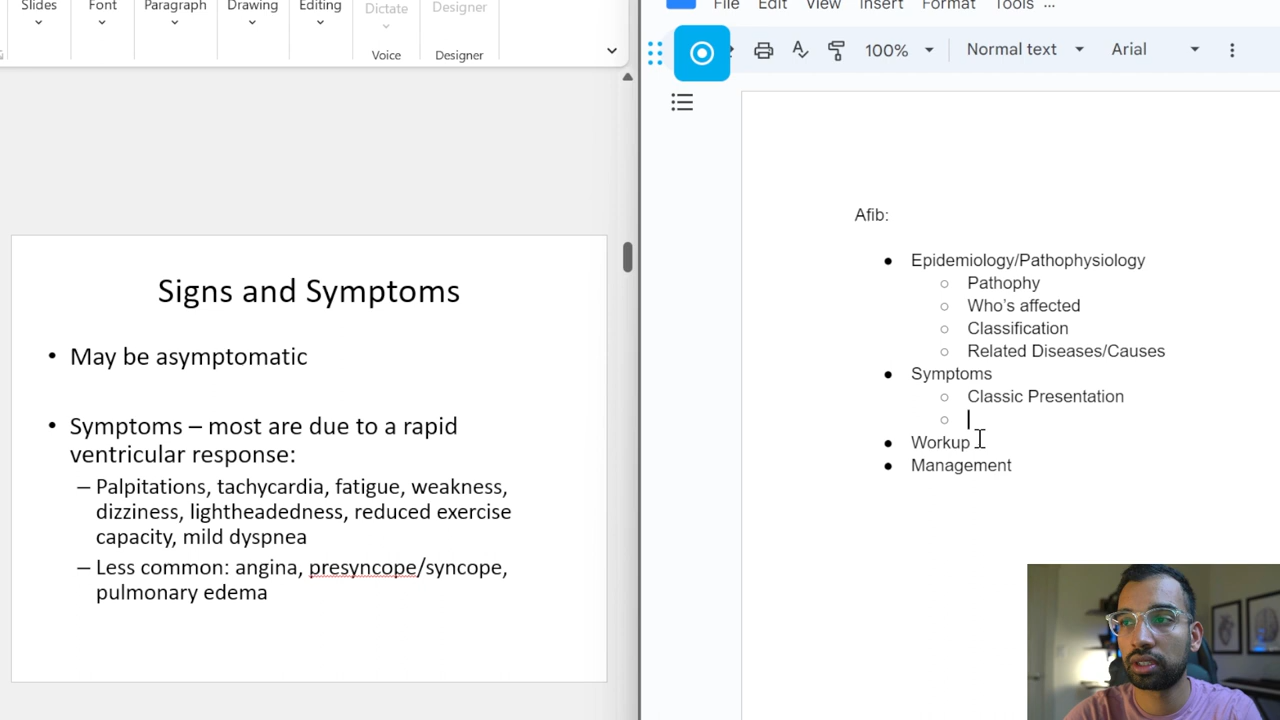 Slides
Font
Paragraph
Drawing
Editing
Dictate
Designer
Voice
Designer
Signs and Symptoms
• May be asymptomatic
• Symptoms – most are due to a rapid
ventricular response:
– Palpitations, tachycardia, fatigue, weakness,
dizziness, lightheadedness, reduced exercise
capacity, mild dyspnea
– Less common: angina, presyncope/syncope,
pulmonary edema
File Edit View Insert Format Tools ...
100% Normal text Arial
Afib:
● Epidemiology/Pathophysiology
○ Pathophy
○ Who's affected
○ Classification
○ Related Diseases/Causes
● Symptoms
○ Classic Presentation
○
● Workup
● Management